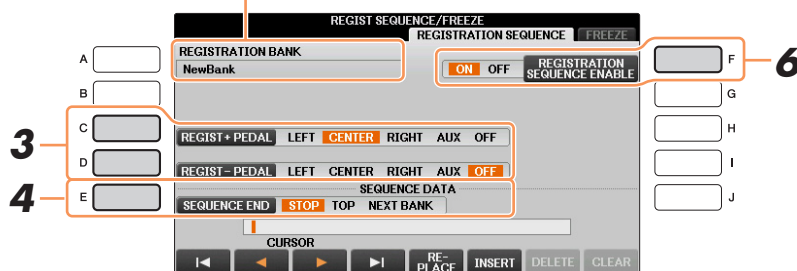 REGIST SEQUENCE/FREEZE
REGISTRATION SEQUENCE FREEZE
REGISTRATION BANK
NewBank
ON OFF REGISTRATION SEQUENCE ENABLE
6
A
B
C
D
E
F
G
H
I
J
3
REGIST+PEDAL LEFT CENTER RIGHT AUX OFF
REGIST-PEDAL LEFT CENTER RIGHT AUX OFF
4
SEQUENCE DATA
SEQUENCE END STOP TOP NEXT BANK
CURSOR
RE-PLACE INSERT DELETE CLEAR